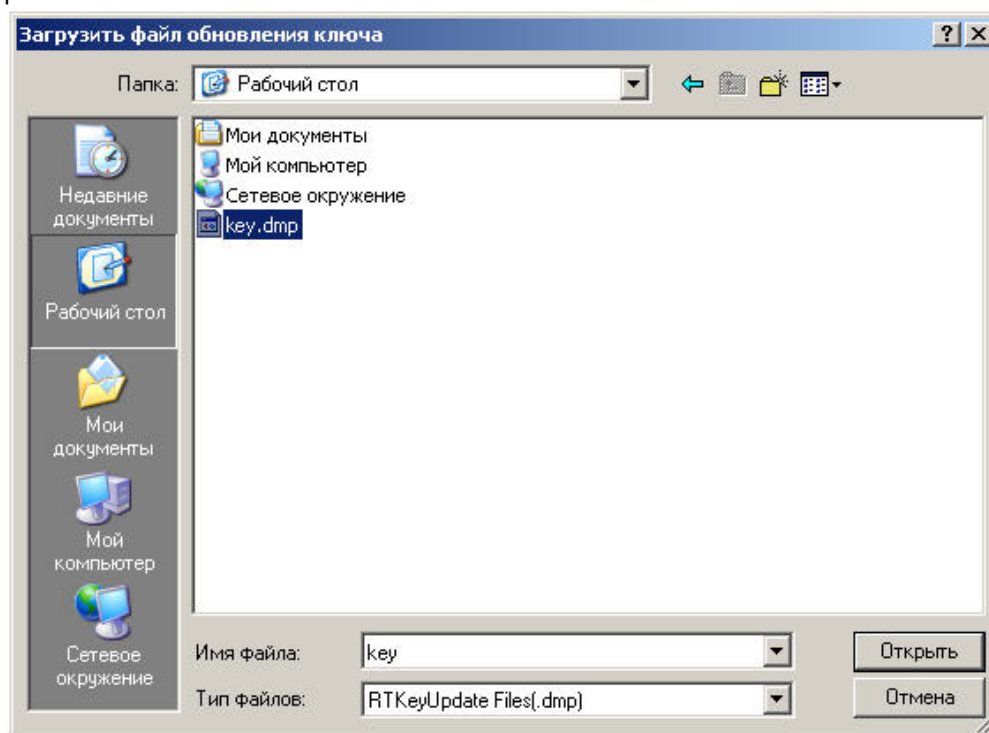 Загрузить файл обновления ключа
Папка:
Рабочий стол
Мои документы
Мой компьютер
Сетевое окружение
key.dmp
Недавние
документы
Рабочий стол
Мои
документы
Мой
компьютер
Сетевое
окружение
Имя файла:
key
Открыть
Тип файлов:
RTKeyUpdate Files(.dmp)
Отмена